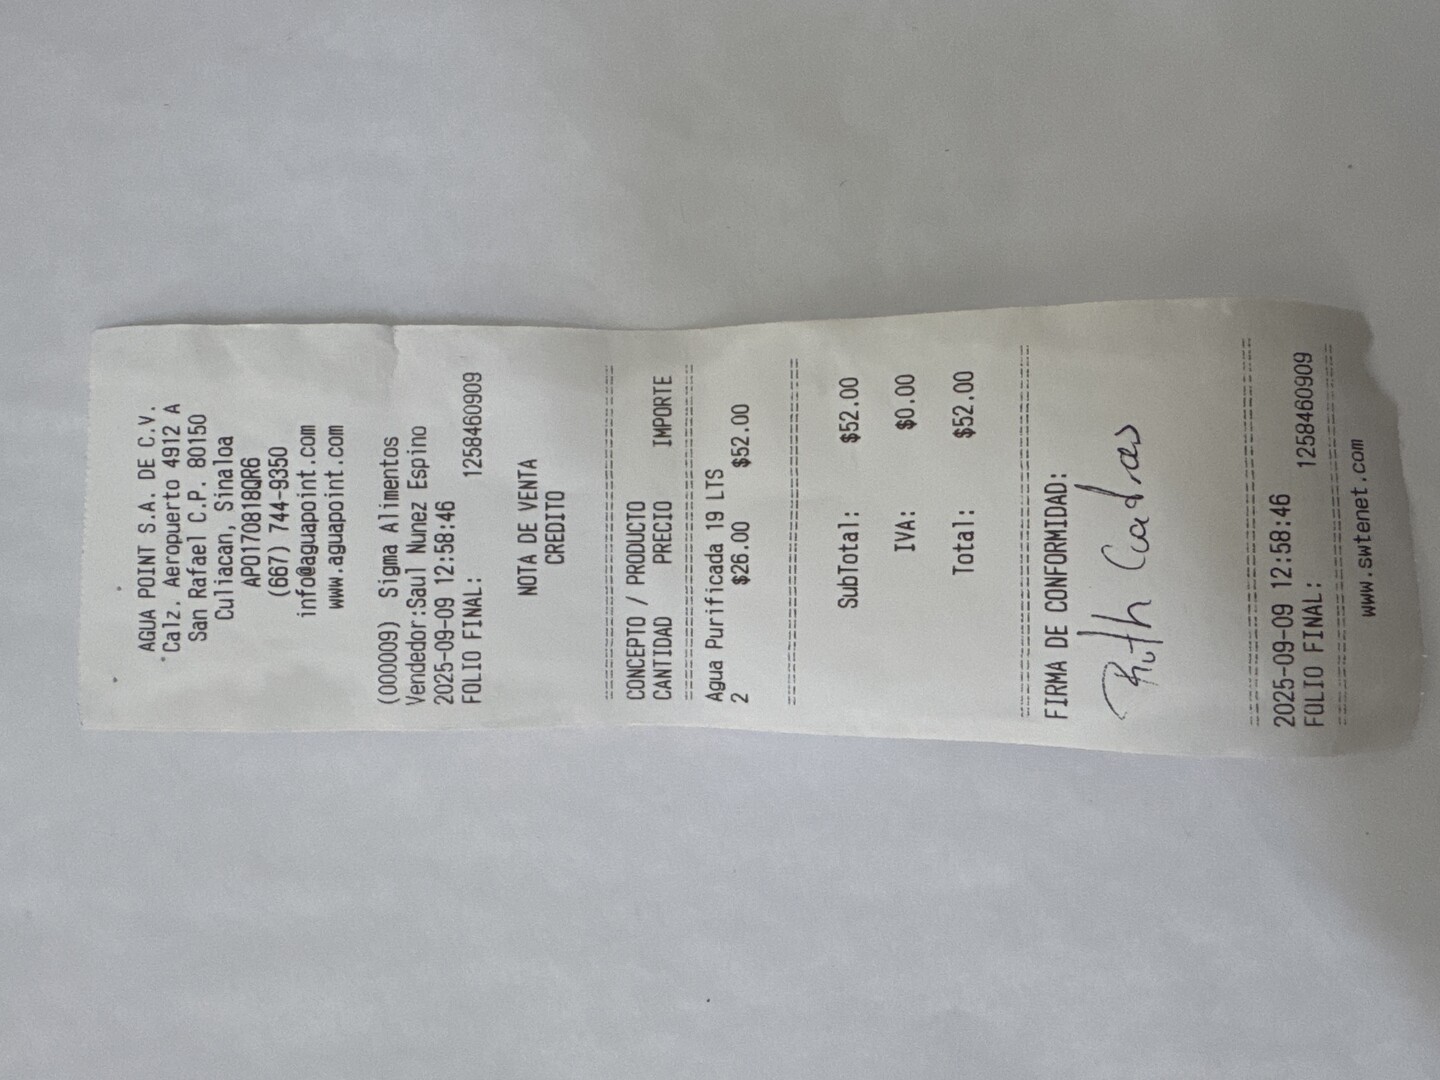 AGUA POINT S.A. DE C.V.
Calz. Aeropuerto 4912 A
San Rafael C.P. 80150
Culiacan, Sinaloa
APO170818QR6
(667) 744-9350
info@aguapoint.com
www.aguapoint.com
(000009) Sigma Alimentos
Vendedor:Saul Nunez Espino
2025-09-09 12:58:46
FOLIO FINAL: 1258460909
NOTA DE VENTA
CREDITO
CONCEPTO / PRODUCTO
CANTIDAD PRECIO IMPORTE
Agua Purificada 19 LTS
2 $26.00 $52.00
SubTotal: $52.00
IVA: $0.00
Total: $52.00
FIRMA DE CONFORMIDAD:
Ruth
2025-09-09 12:58:46
FOLIO FINAL: 1258460909
www.swtenet.com